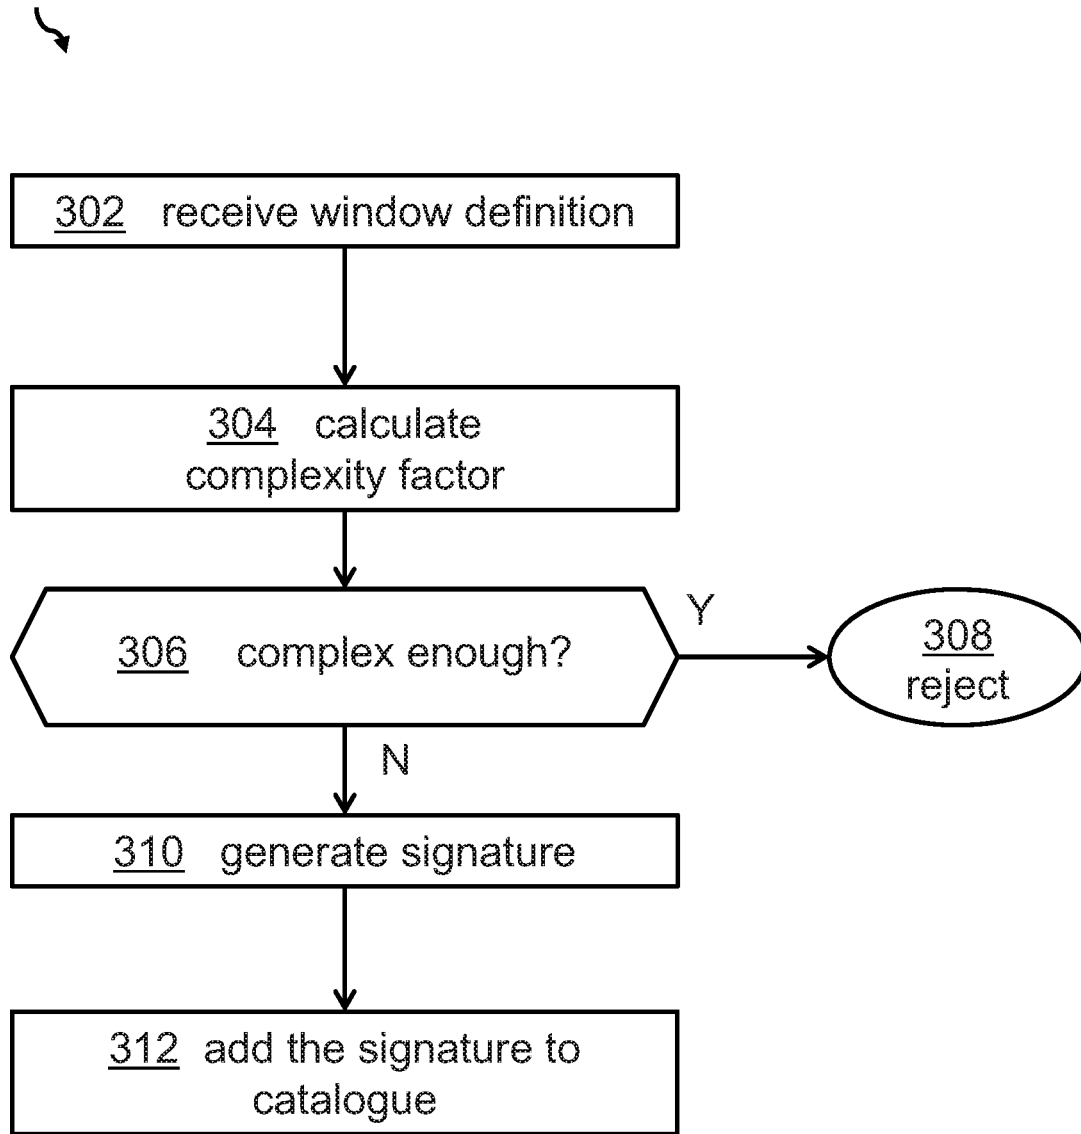 302 receive window definition
304 calculate
complexity factor
306 complex enough?
Y
308
reject
N
310 generate signature
312 add the signature to
catalogue